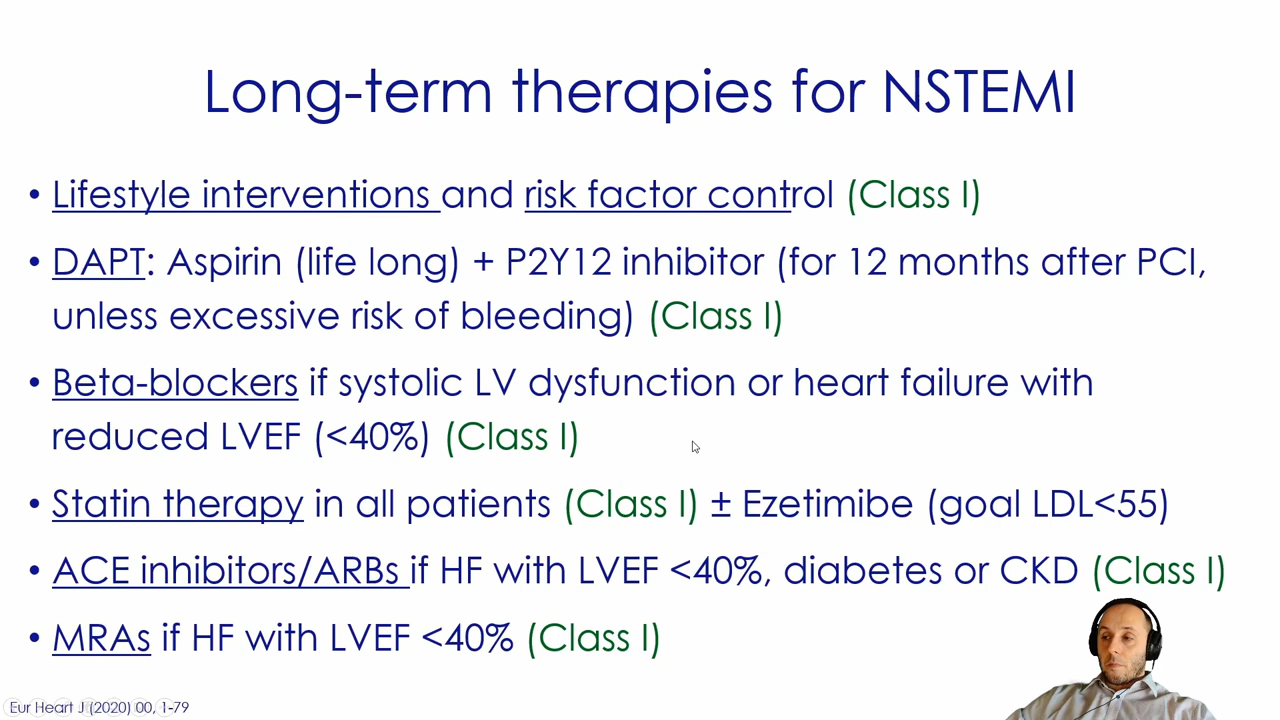 Long-term therapies for NSTEMI
• Lifestyle interventions and risk factor control (Class I)
• DAPT: Aspirin (life long) + P2Y12 inhibitor (for 12 months after PCI,
unless excessive risk of bleeding) (Class I)
• Beta-blockers if systolic LV dysfunction or heart failure with
reduced LVEF (<40%) (Class I)
• Statin therapy in all patients (Class I) ± Ezetimibe (goal LDL<55)
• ACE inhibitors/ARBs if HF with LVEF <40%, diabetes or CKD (Class I)
• MRAs if HF with LVEF <40% (Class I)
Eur Heart J (2020) 00, 1-79